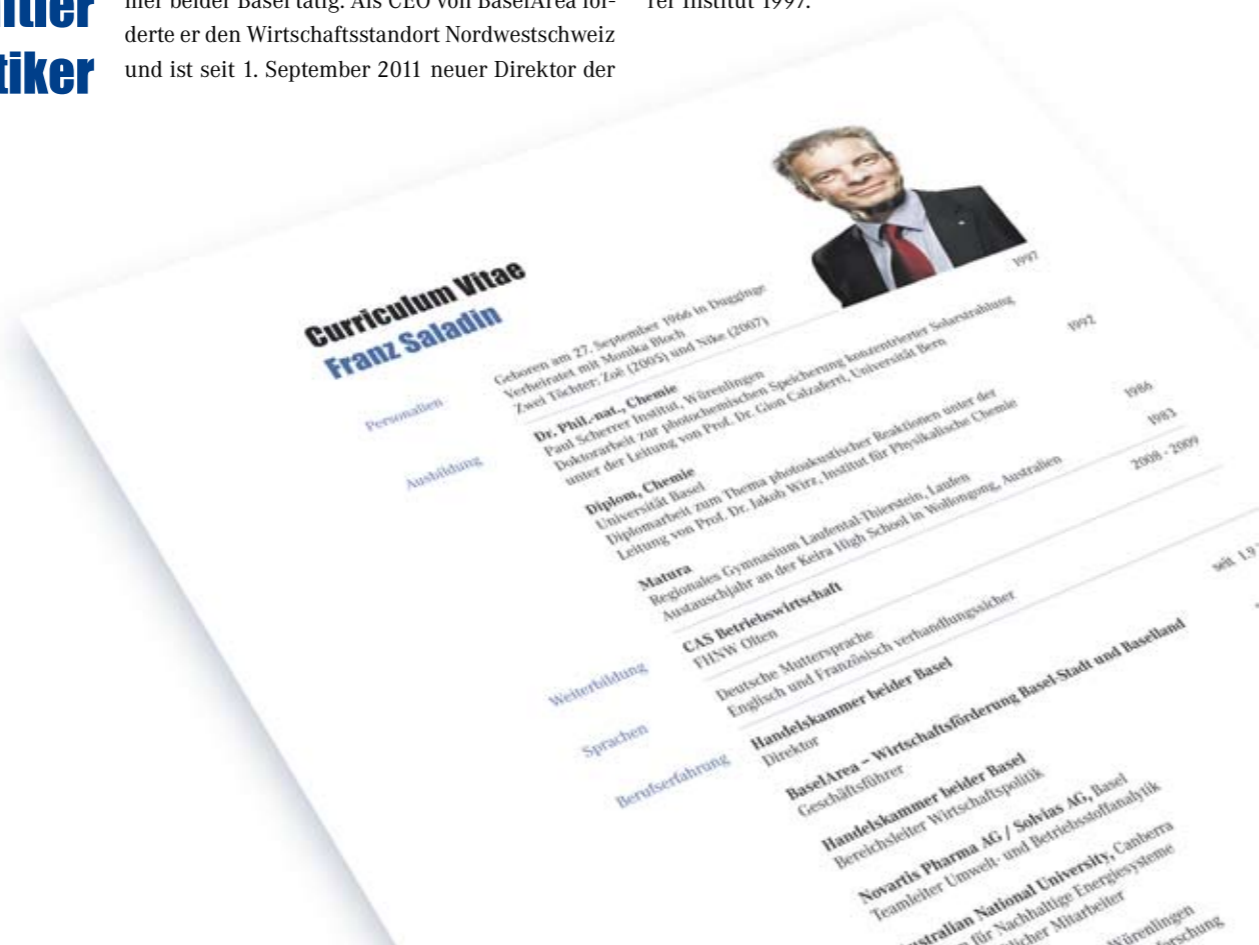 tler
tiker
mer beider Basel tätig. Als CEO von BaselArea för-
derte er den Wirtschaftsstandort Nordwestschweiz
und ist seit 1. September 2011 neuer Direktor der
rer Institut 1997.
Curriculum Vitae
Franz Saladin
Personalien
Geboren am 27. September 1966 in Dugginge
Verheiratet mit Monika Bloch
Zwei Töchter: Zoë (2005) und Nike (2007)
Ausbildung
Dr. Phil.-nat., Chemie 1997
Paul Scherrer Institut, Würenlingen
Doktorarbeit zur photochemischen Speicherung konzentrierter Solarstrahlung
unter der Leitung von Prof. Dr. Gion Calzaferri, Universität Bern
Diplom, Chemie 1992
Universität Basel
Diplomarbeit zum Thema photoakustischer Reaktionen unter der
Leitung von Prof. Dr. Jakob Wirz, Institut für Physikalische Chemie
Matura 1986
Regionales Gymnasium Laufental-Thierstein, Laufen
Austauschjahr an der Keira High School in Wollongong, Australien 1983
Weiterbildung
CAS Betriebswirtschaft 2008 - 2009
FHNW Olten
Sprachen
Deutsche Muttersprache
Englisch und Französisch verhandlungssicher
Berufserfahrung
Handelskammer beider Basel seit 1.9
Direktor
BaselArea – Wirtschaftsförderung Basel-Stadt und Baselland
Geschäftsführer
Handelskammer beider Basel
Bereichsleiter Wirtschaftspolitik
Novartis Pharma AG / Solvias AG, Basel
Teamleiter Umwelt- und Betriebsstoffanalytik
stralian National University, Canberra
für Nachhaltige Energiesysteme
licher Mitarbeiter
Würenlingen